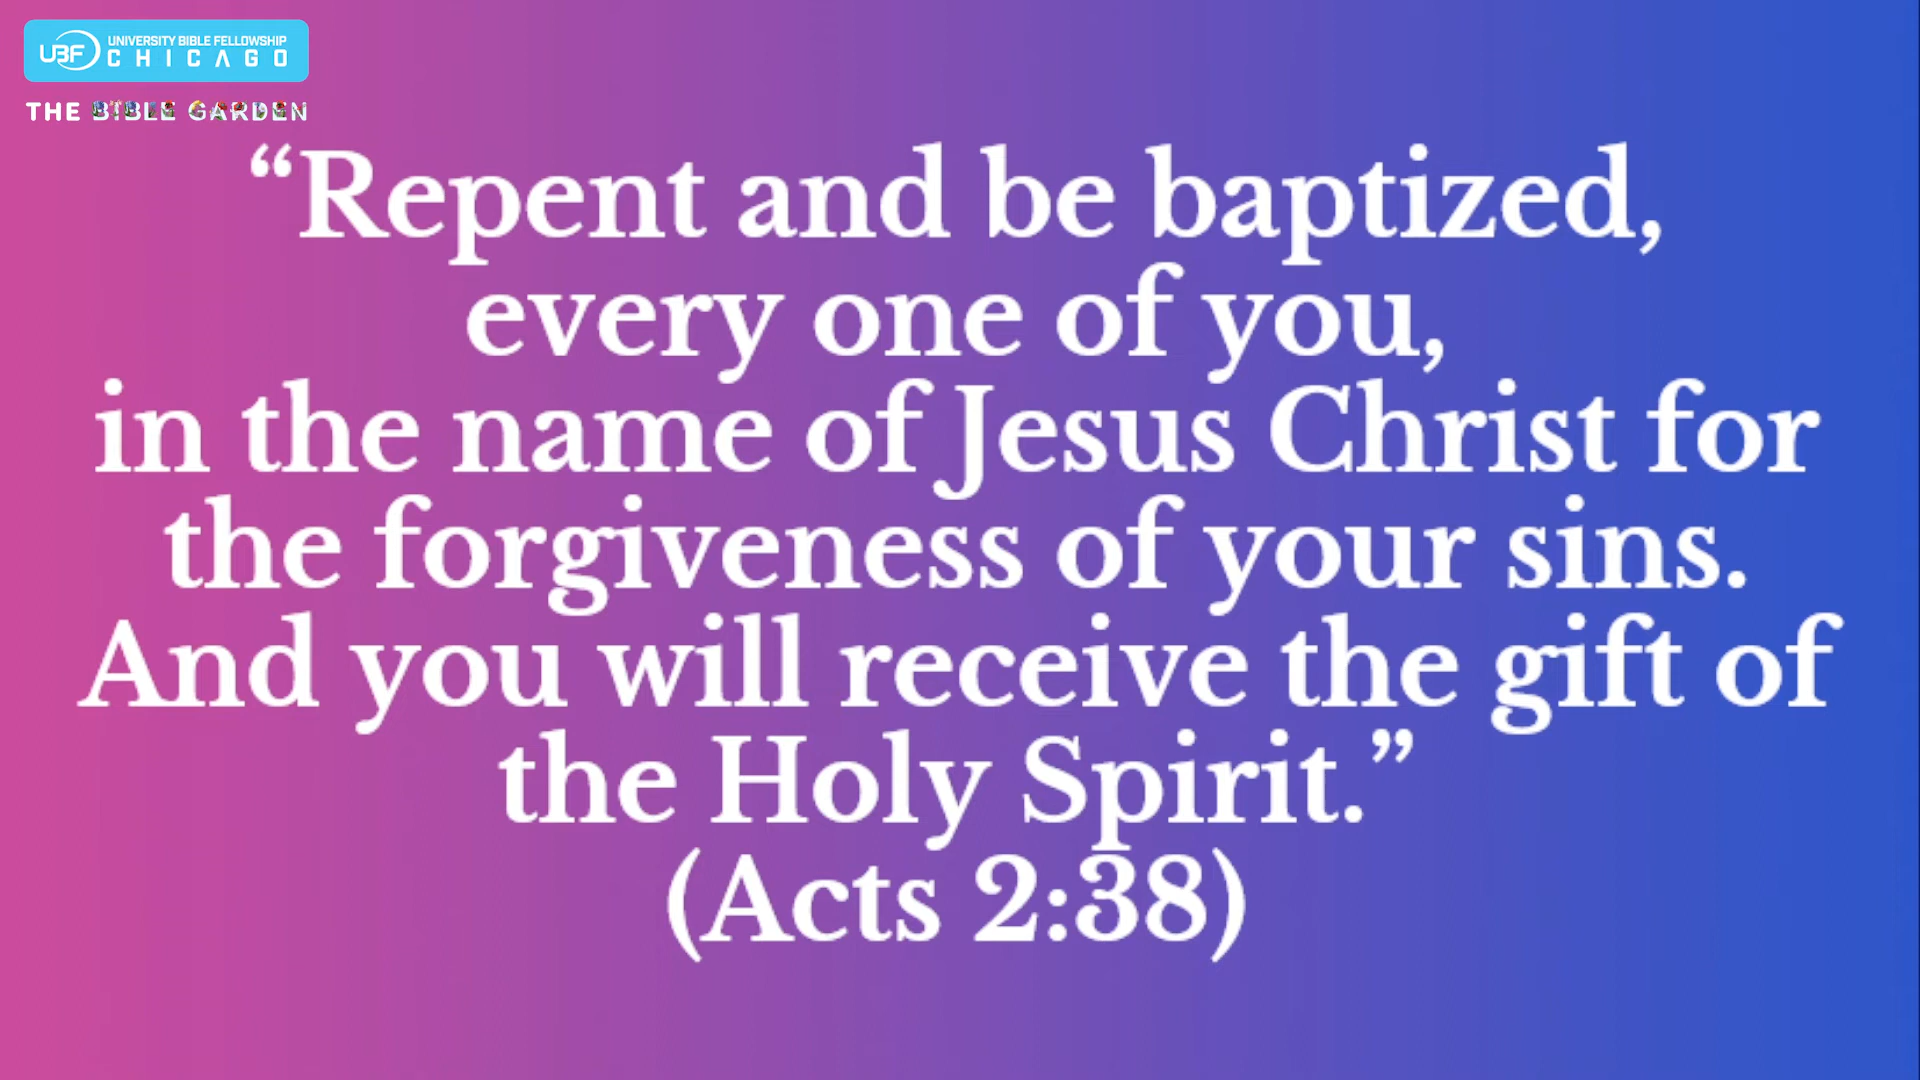 UBF
UNIVERSITY BIBLE FELLOWSHIP
CHICAGO
THE BIBLE GARDEN
“Repent and be baptized,
every one of you,
in the name of Jesus Christ for
the forgiveness of your sins.
And you will receive the gift of
the Holy Spirit.”
(Acts 2:38)